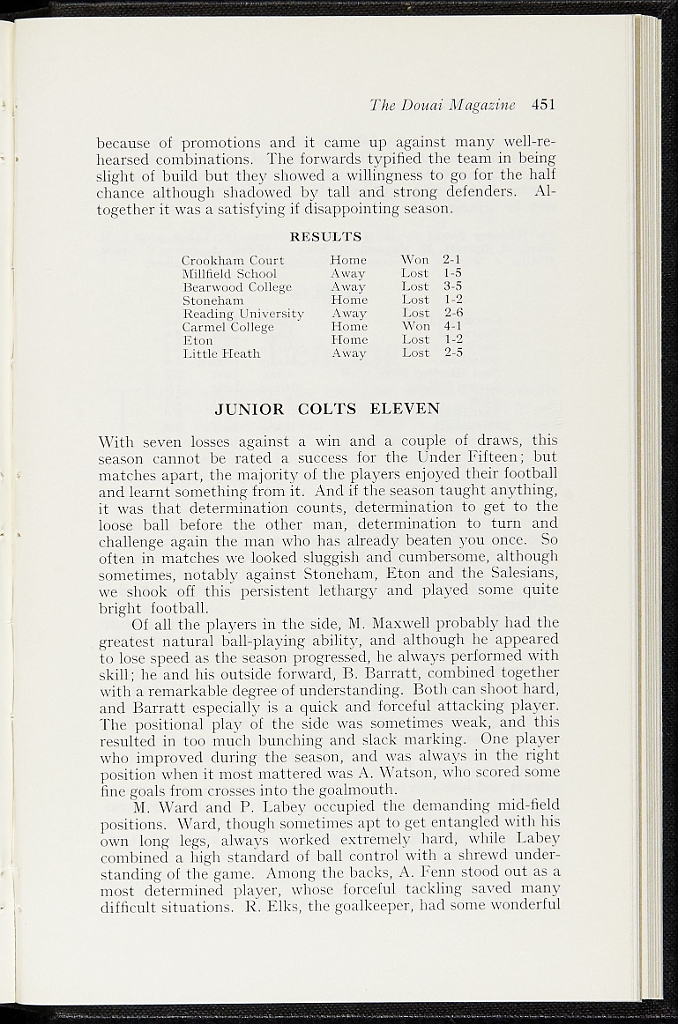 The Douai Magazine 451
because of promotions and it came up against many well-re-
hearsed combinations. The forwards typified the team in being
slight of build but they showed a willingness to go for the half
chance although shadowed by tall and strong defenders. Al-
together it was a satisfying if disappointing season.
RESULTS
Crookham Court Home Won 2-1
Millfield School Away Lost 1-5
Bearwood College Away Lost 3-5
Stoneham Home Lost 1-2
Reading University Away Lost 2-6
Carmel College Home Won 4-1
Eton Home Lost 1-2
Little Heath Away Lost 2-5
JUNIOR COLTS ELEVEN
With seven losses against a win and a couple of draws, this
season cannot be rated a success for the Under Fifteen; but
matches apart, the majority of the players enjoyed their football
and learnt something from it. And if the season taught anything,
it was that determination counts, determination to get to the
loose ball before the other man, determination to turn and
challenge again the man who has already beaten you once. So
often in matches we looked sluggish and cumbersome, although
sometimes, notably against Stoneham, Eton and the Salesians,
we shook off this persistent lethargy and played some quite
bright football.
Of all the players in the side, M. Maxwell probably had the
greatest natural ball-playing ability, and although he appeared
to lose speed as the season progressed, he always performed with
skill; he and his outside forward, B. Barratt, combined together
with a remarkable degree of understanding. Both can shoot hard,
and Barratt especially is a quick and forceful attacking player.
The positional play of the side was sometimes weak, and this
resulted in too much bunching and slack marking. One player
who improved during the season, and was always in the right
position when it most mattered was A. Watson, who scored some
fine goals from crosses into the goalmouth.
M. Ward and P. Labey occupied the demanding mid-field
positions. Ward, though sometimes apt to get entangled with his
own long legs, always worked extremely hard, while Labey
combined a high standard of ball control with a shrewd under-
standing of the game. Among the backs, A. Fenn stood out as a
most determined player, whose forceful tackling saved many
difficult situations. R. Elks, the goalkeeper, had some wonderful